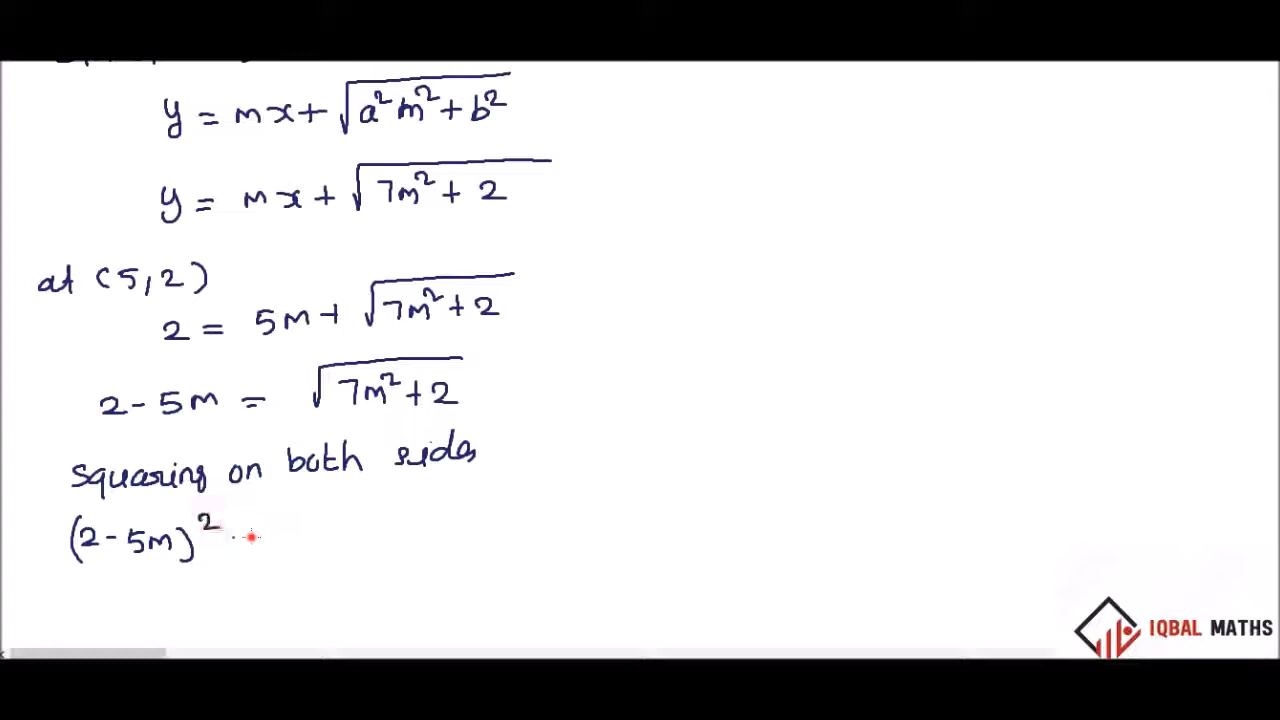 y = mx + √a²m² + b²
y = mx + √7m² + 2
at (5,2)
2 = 5m + √7m² + 2
2 - 5m = √7m² + 2
squaring on both sides
(2 - 5m)²
IQBAL MATHS